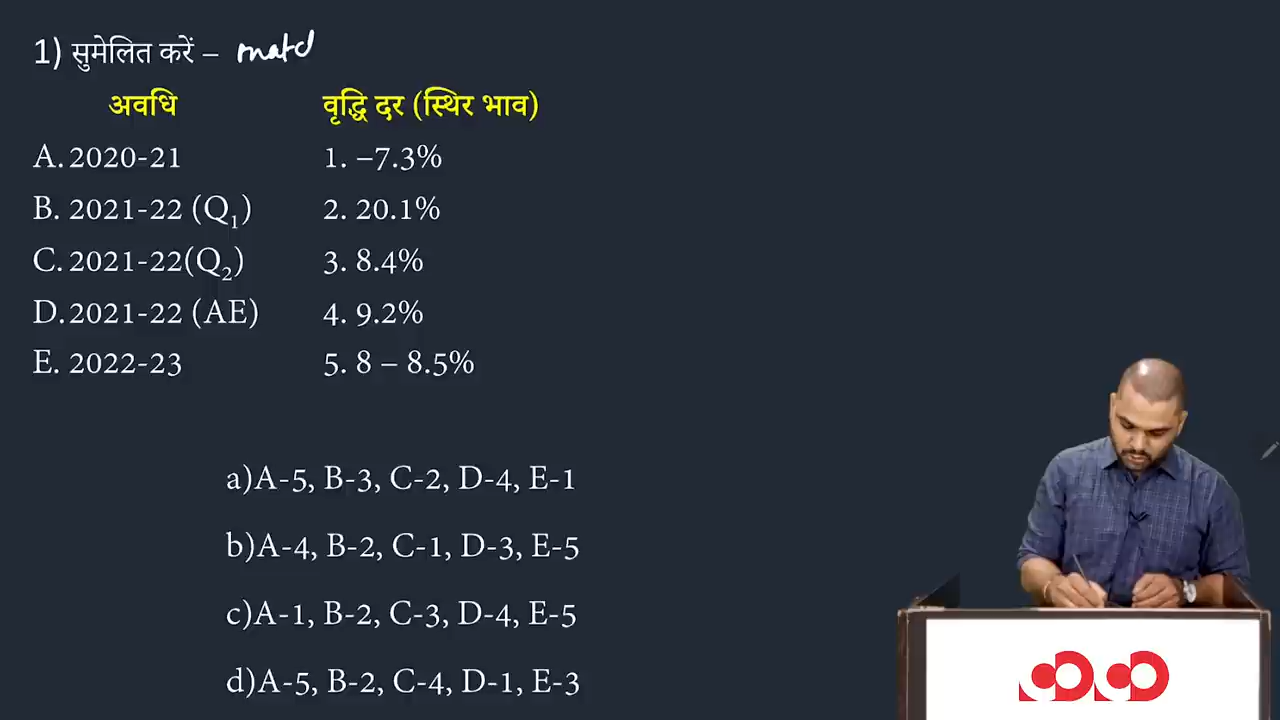 1) सुमेलित करें – matc
अवधि वृद्धि दर (स्थिर भाव)
A. 2020-21 1. –7.3%
B. 2021-22 (Q1) 2. 20.1%
C. 2021-22(Q2) 3. 8.4%
D. 2021-22 (AE) 4. 9.2%
E. 2022-23 5. 8 – 8.5%
a)A-5, B-3, C-2, D-4, E-1
b)A-4, B-2, C-1, D-3, E-5
c)A-1, B-2, C-3, D-4, E-5
d)A-5, B-2, C-4, D-1, E-3